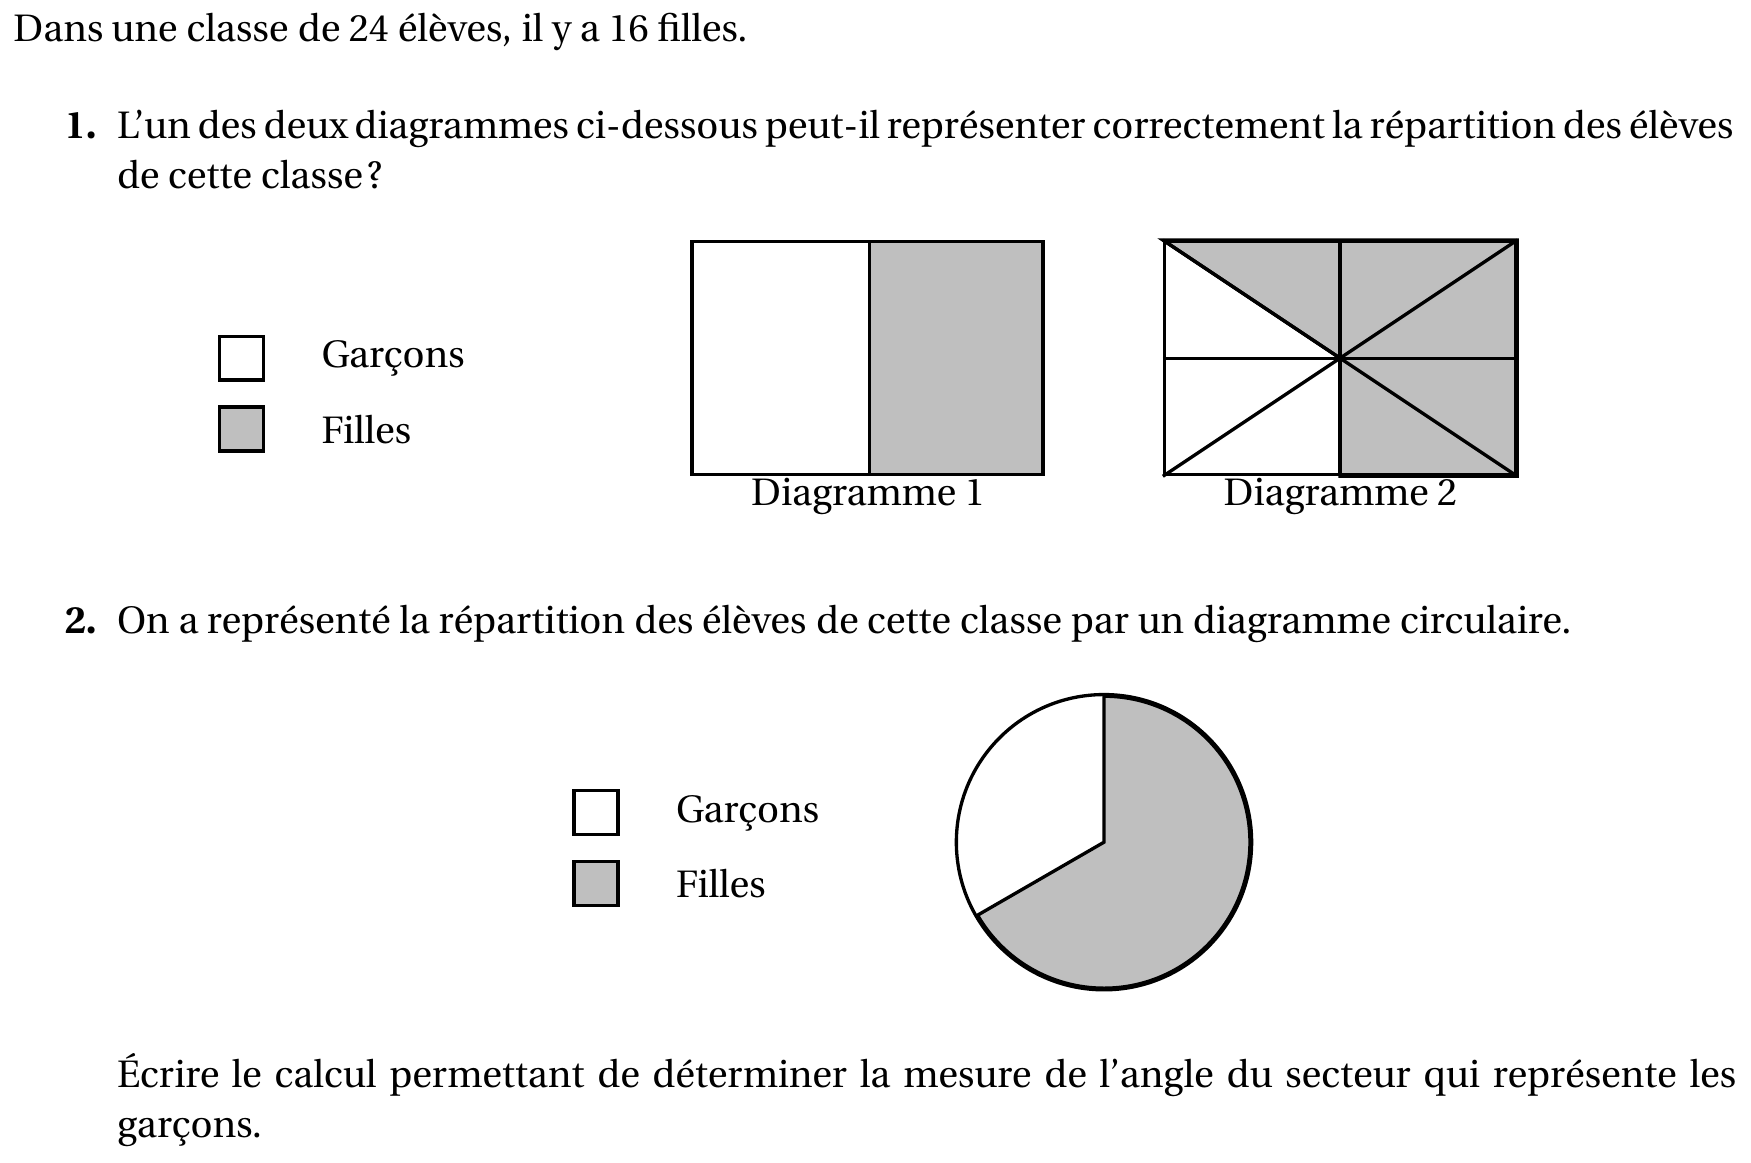 Dans une classe de 24 élèves, il y a 16 filles.
1. L'un des deux diagrammes ci-dessous peut-il représenter correctement la répartition des élèves
de cette classe ?
Garçons
Filles
Diagramme 1
Diagramme 2
2. On a représenté la répartition des élèves de cette classe par un diagramme circulaire.
Garçons
Filles
Écrire le calcul permettant de déterminer la mesure de l'angle du secteur qui représente les
garçons.